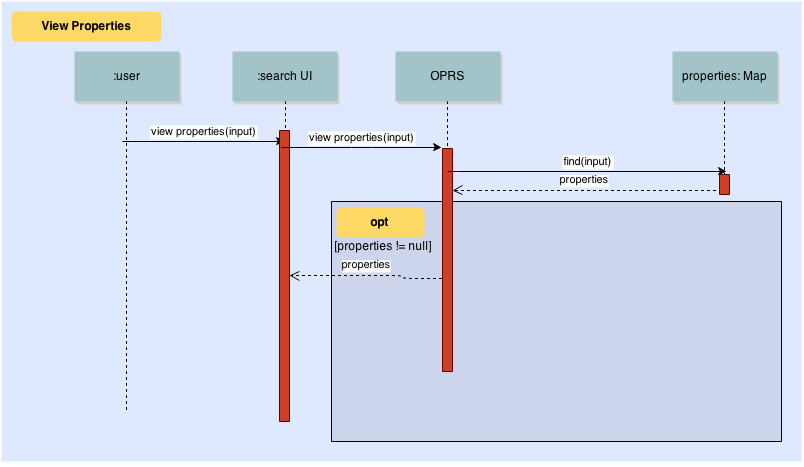 View Properties
:user
:search UI
OPRS
properties: Map
view properties(input)
view properties(input)
find(input)
properties
opt
[properties != null]
properties